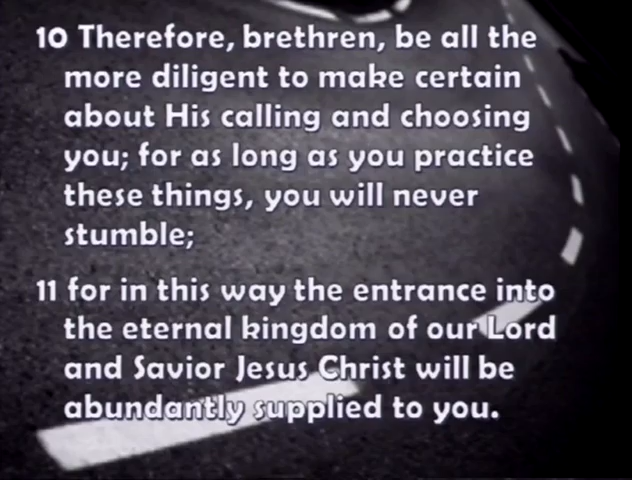 10 Therefore, brethren, be all the
more diligent to make certain
about His calling and choosing
you; for as long as you practice
these things, you will never
stumble;
11 for in this way the entrance into
the eternal kingdom of our Lord
and Savior Jesus Christ will be
abundantly supplied to you.